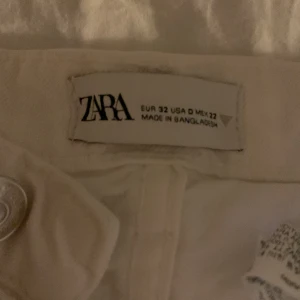 ZARA
EUR 32 USA 0 MEX 22
MADE IN BANGLADESH